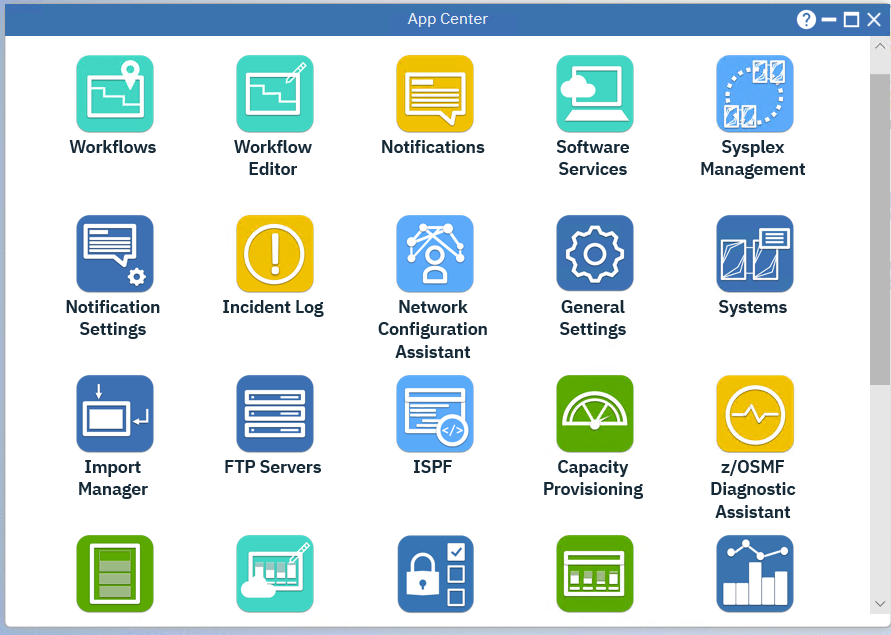 App Center
?
Workflows
Workflow
Editor
Notifications
Software
Services
Sysplex
Management
Notification
Settings
Incident Log
Network
Configuration
Assistant
General
Settings
Systems
Import
Manager
FTP Servers
</>
ISPF
Capacity
Provisioning
z/OSMF
Diagnostic
Assistant